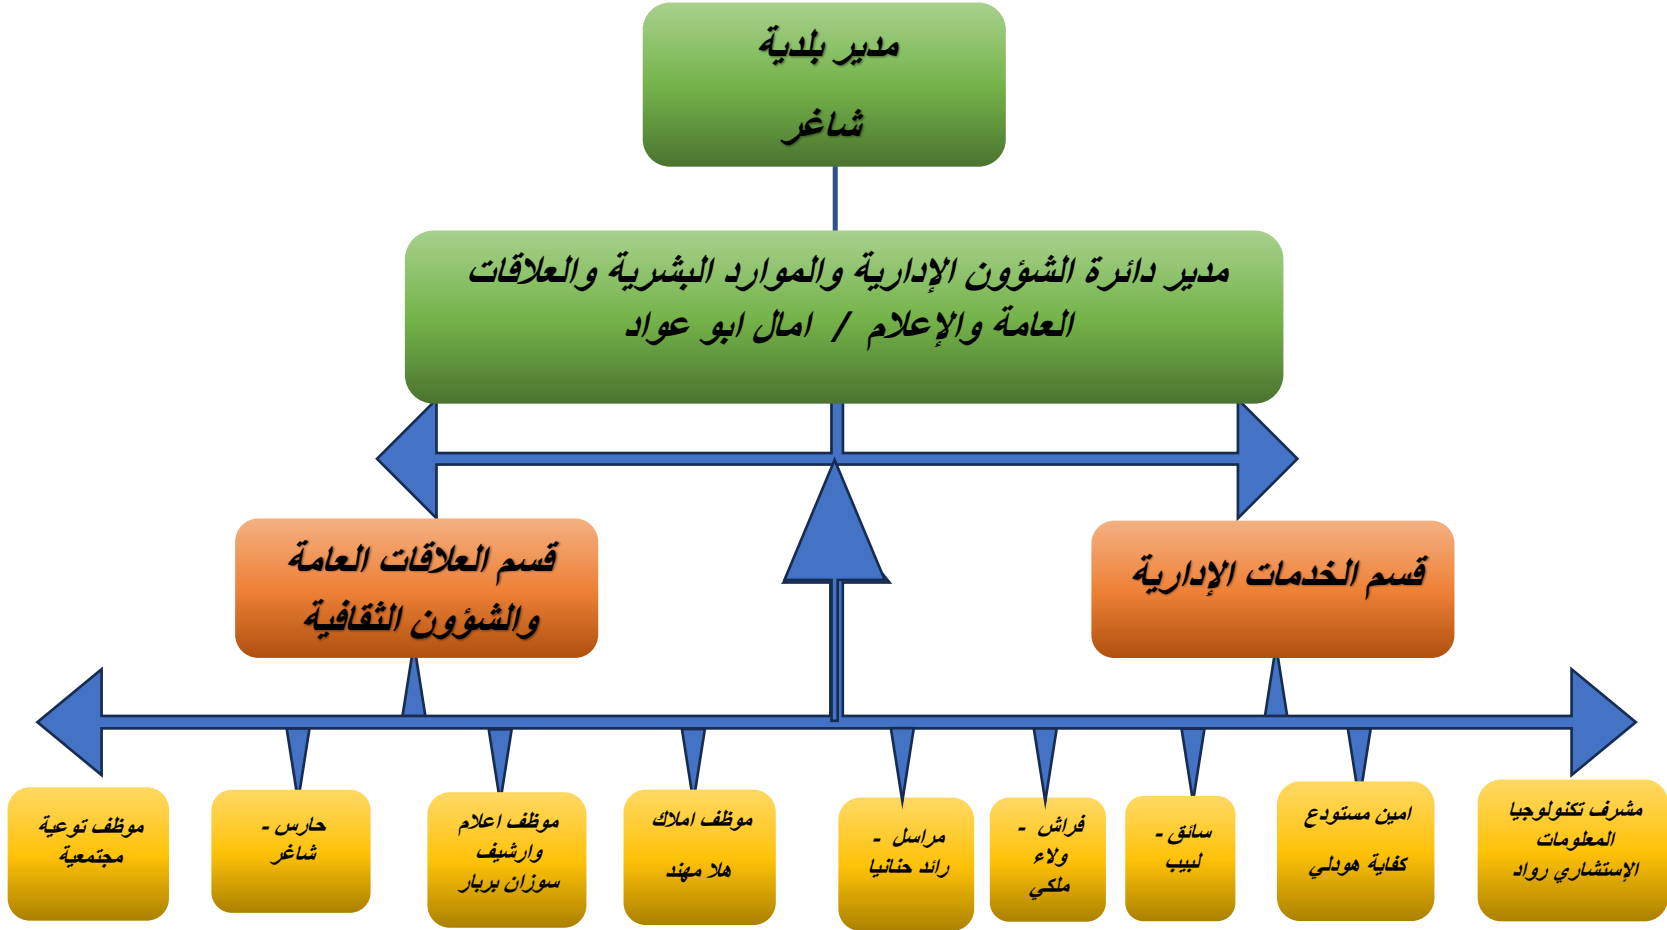 مدير بلدية
شاغر
مدير دائرة الشؤون الإدارية والموارد البشرية والعلاقات
العامة والإعلام / امال ابو عواد
قسم الخدمات الإدارية
قسم العلاقات العامة
والشؤون الثقافية
مشرف تكنولوجيا
المعلومات
الإستشاري رواد
امين مستودع
كفاية هودلي
سائق -
لبيب
فراش -
ولاء
ملكي
مراسل -
رائد حنانيا
موظف املاك
هلا مهند
موظف اعلام
وارشيف
سوزان بربار
حارس -
شاغر
موظف توعية
مجتمعية